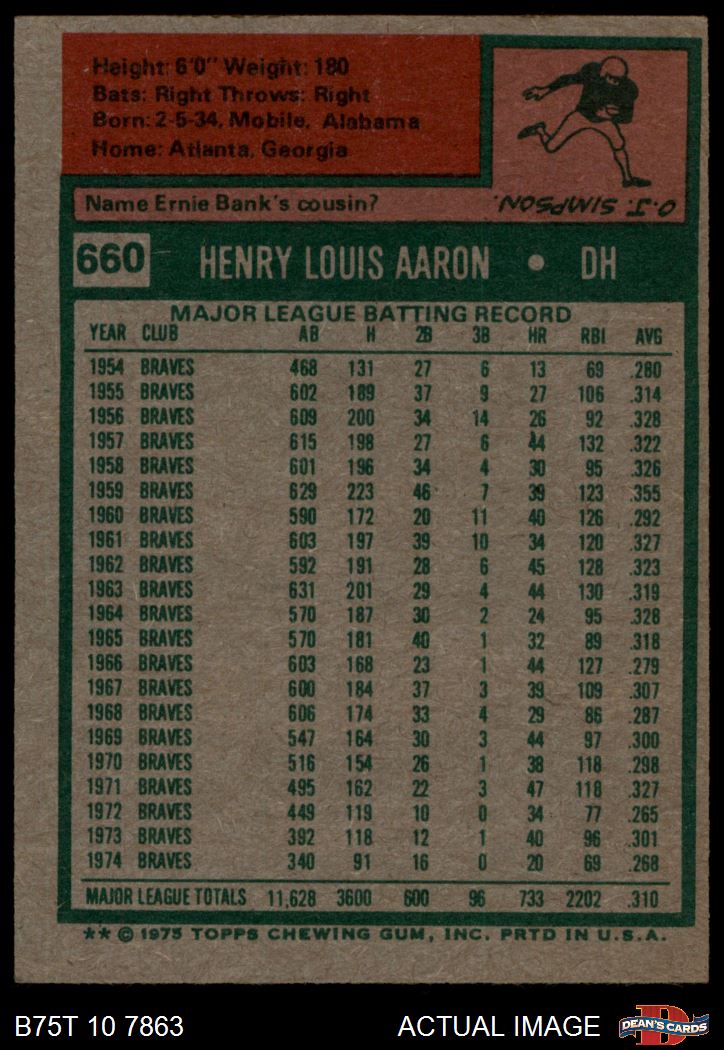 Height: 6'0" Weight: 180
Bats: Right Throws: Right
Born: 2-5-34, Mobile, Alabama
Home: Atlanta, Georgia
Name Ernie Bank's cousin?
O.J. SIMPSON.
660 HENRY LOUIS AARON • DH
MAJOR LEAGUE BATTING RECORD
YEAR CLUB AB H 2B 3B HR RBI AVG
1954 BRAVES 468 131 27 6 13 69 .280
1955 BRAVES 602 189 37 9 27 106 .314
1956 BRAVES 609 200 34 14 26 92 .328
1957 BRAVES 615 198 27 6 44 132 .322
1958 BRAVES 601 196 34 4 30 95 .326
1959 BRAVES 629 223 46 7 39 123 .355
1960 BRAVES 590 172 20 11 40 126 .292
1961 BRAVES 603 197 39 10 34 120 .327
1962 BRAVES 592 191 28 6 45 128 .323
1963 BRAVES 631 201 29 4 44 130 .319
1964 BRAVES 570 187 30 2 24 95 .328
1965 BRAVES 570 181 40 1 32 89 .318
1966 BRAVES 603 168 23 1 44 127 .279
1967 BRAVES 600 184 37 3 39 109 .307
1968 BRAVES 606 174 33 4 29 86 .287
1969 BRAVES 547 164 30 3 44 97 .300
1970 BRAVES 516 154 26 1 38 118 .298
1971 BRAVES 495 162 22 3 47 118 .327
1972 BRAVES 449 119 10 0 34 77 .265
1973 BRAVES 392 118 12 1 40 96 .301
1974 BRAVES 340 91 16 0 20 69 .268
MAJOR LEAGUE TOTALS 11,628 3600 600 96 733 2202 .310
** © 1975 TOPPS CHEWING GUM, INC. PRTD IN U.S.A.
B75T 10 7863 ACTUAL IMAGE D DEAN'S CARDS